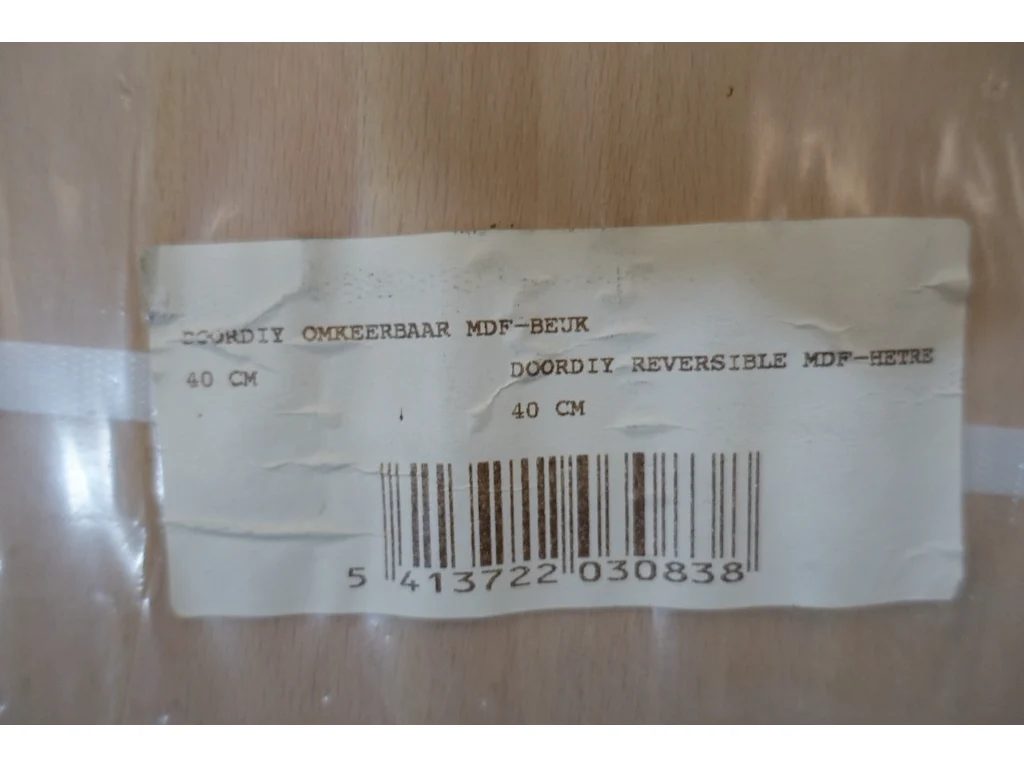 DOORDIY OMKEERBAAR MDF-BEUK
40 CM
DOORDIY REVERSIBLE MDF-HETRE
40 CM
5 413722 030838